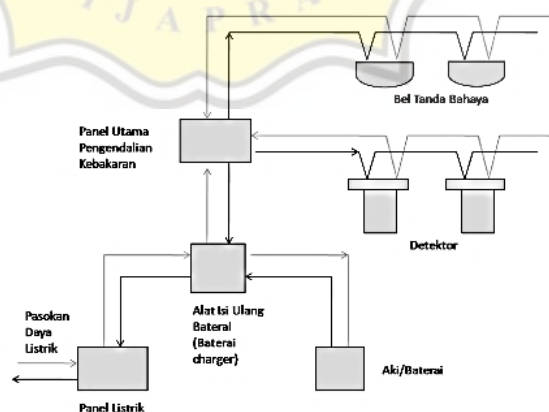 I J A P R A
Bel Tanda Bahaya
Panel Utama
Pengendalian
Kebakaran
Detektor
Alat Isi Ulang
Baterai
(Baterai
charger)
Pasokan
Daya
Listrik
Aki/Baterai
Panel Listrik